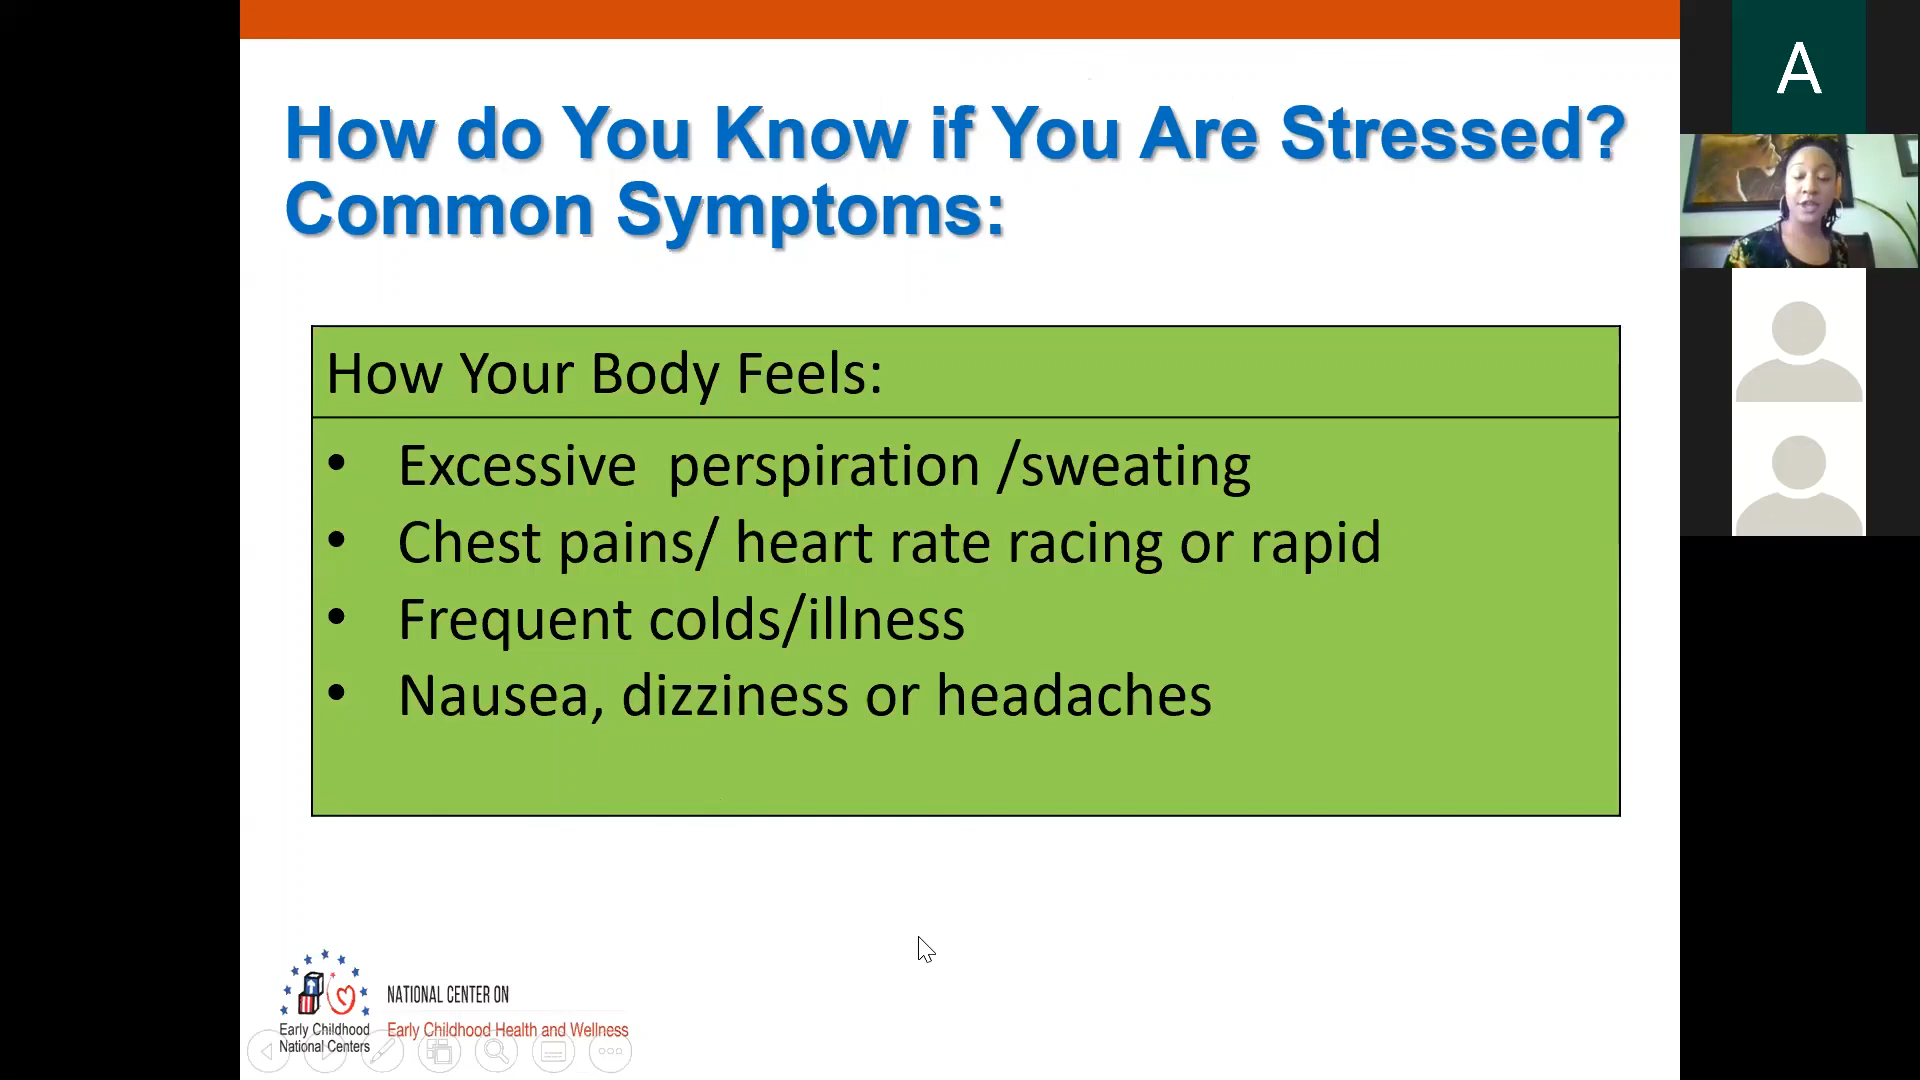 How do You Know if You Are Stressed?
Common Symptoms:
How Your Body Feels:
• Excessive  perspiration /sweating
• Chest pains/ heart rate racing or rapid
• Frequent colds/illness
• Nausea, dizziness or headaches
Early Childhood
National Centers
NATIONAL CENTER ON
Early Childhood Health and Wellness
A